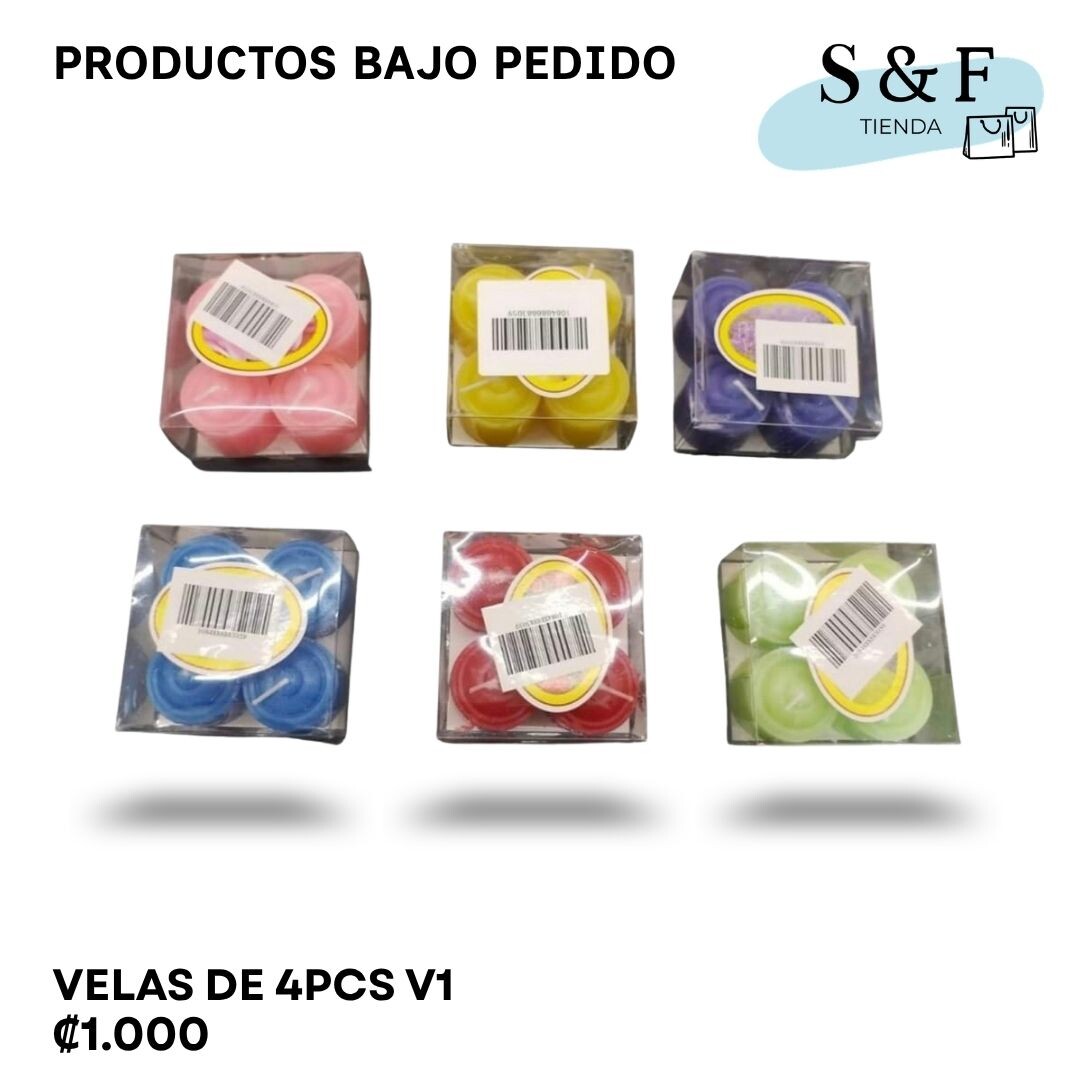 PRODUCTOS BAJO PEDIDO
S & F
TIENDA
VELAS DE 4PCS V1
₡1.000